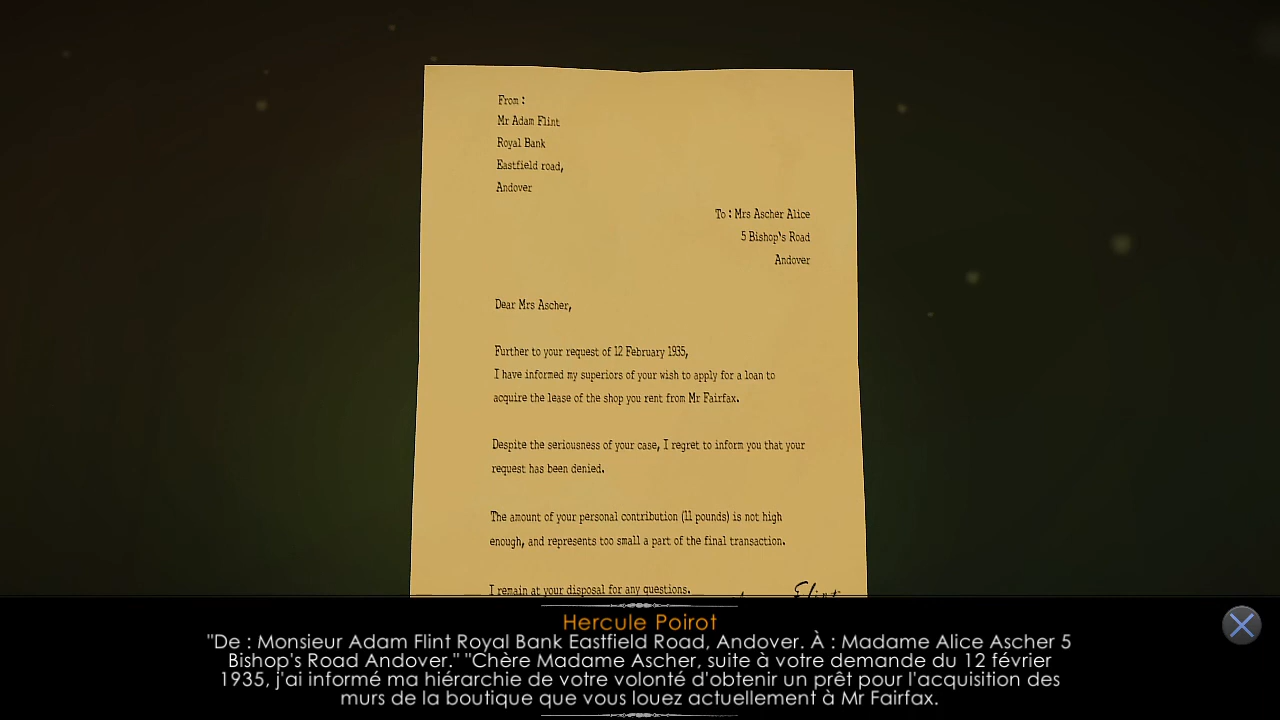 From :
Mr Adam Flint
Royal Bank
Eastfield road,
Andover
To : Mrs Ascher Alice
5 Bishop's Road
Andover
Dear Mrs Ascher,
Further to your request of 12 February 1935,
I have informed my superiors of your wish to apply for a loan to
acquire the lease of the shop you rent from Mr Fairfax.
Despite the seriousness of your case, I regret to inform you that your
request has been denied.
The amount of your personal contribution (11 pounds) is not high
enough, and represents too small a part of the final transaction.
I remain at your disposal for any questions.
Flint
Hercule Poirot
"De : Monsieur Adam Flint Royal Bank Eastfield Road, Andover. À : Madame Alice Ascher 5
Bishop's Road Andover." "Chère Madame Ascher, suite à votre demande du 12 février
1935, j'ai informé ma hiérarchie de votre volonté d'obtenir un prêt pour l'acquisition des
murs de la boutique que vous louez actuellement à Mr Fairfax.